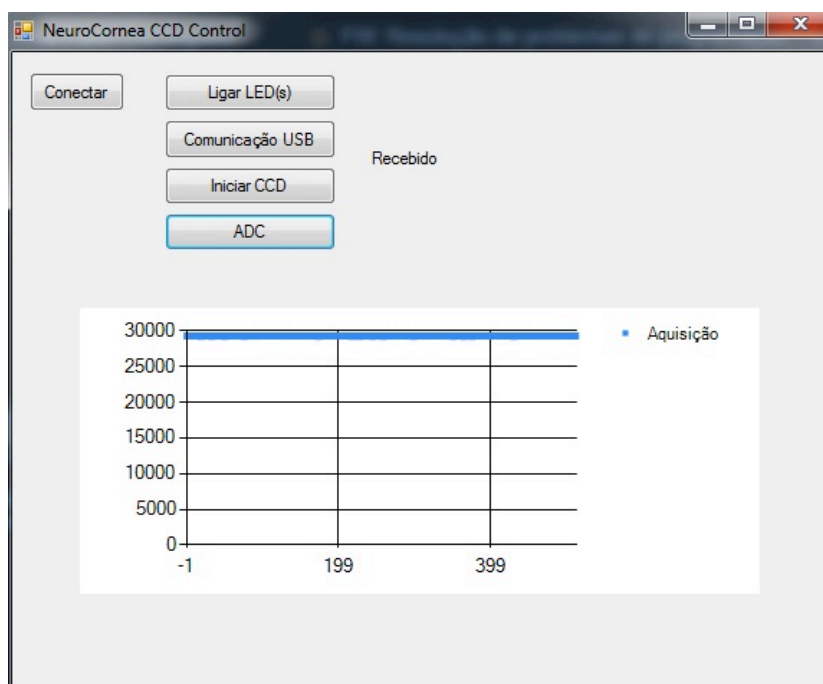 NeuroCornea CCD Control
Conectar
Ligar LED(s)
Comunicação USB
Recebido
Iniciar CCD
ADC
30000
25000
20000
15000
10000
5000
0
-1 199 399
Aquisição